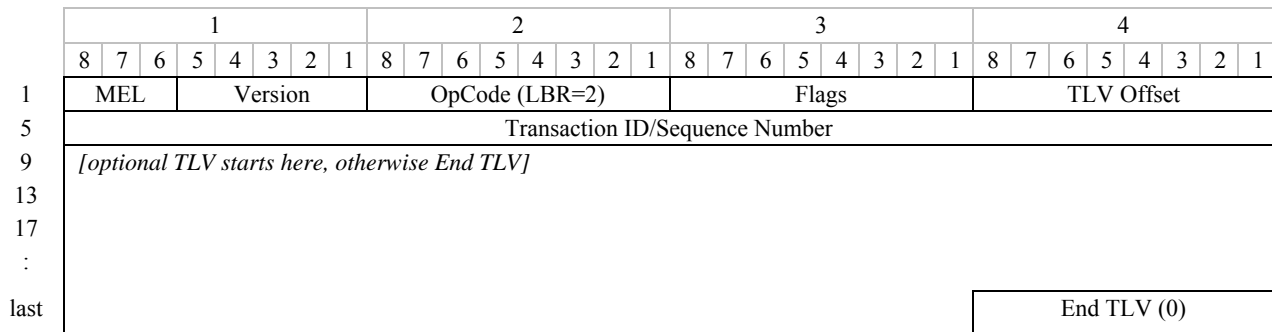 1 2 3 4
8 7 6 5 4 3 2 1 8 7 6 5 4 3 2 1 8 7 6 5 4 3 2 1 8 7 6 5 4 3 2 1
1 MEL Version OpCode (LBR=2) Flags TLV Offset
5 Transaction ID/Sequence Number
9 [optional TLV starts here, otherwise End TLV]
13
17
:
last End TLV (0)